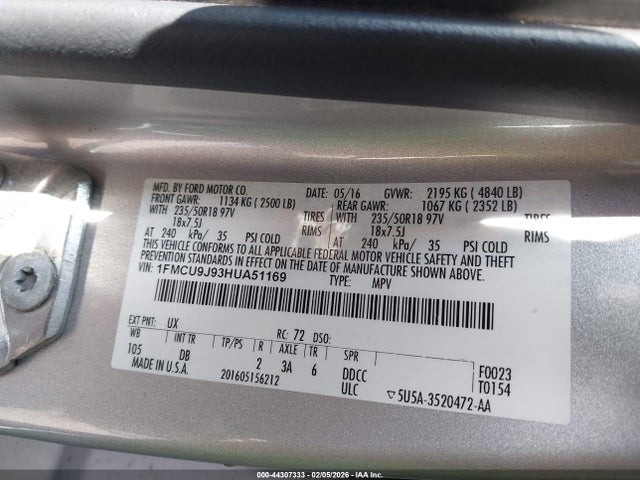 MFD. BY FORD MOTOR CO. DATE: 05/16 GVWR: 2195 KG ( 4840 LB)
FRONT GAWR: 1134 KG ( 2500 LB) REAR GAWR: 1067 KG ( 2352 LB)
WITH 235/50R18 97V TIRES WITH 235/50R18 97V TIRES
18x7.5J RIMS 18x7.5J RIMS
AT 240 kPa/ 35 PSI COLD AT 240 kPa/ 35 PSI COLD
THIS VEHICLE CONFORMS TO ALL APPLICABLE FEDERAL MOTOR VEHICLE SAFETY AND
THEFT PREVENTION STANDARDS IN EFFECT ON THE DATE OF MANUFACTURE SHOWN ABOVE.
VIN: 1FMCU9J93HUA51169 TYPE: MPV
EXT PNT: UX RC: 72 DSO:
WB INT TR TP/PS R AXLE TR SPR F0023
105 DB 2 3A 6 DDCC T0154
MADE IN U.S.A. 201605156212 ULC ▽5U5A-3520472-AA
000-44307333 - 02/05/2026 - COPYRIGHT IAA, LLC.